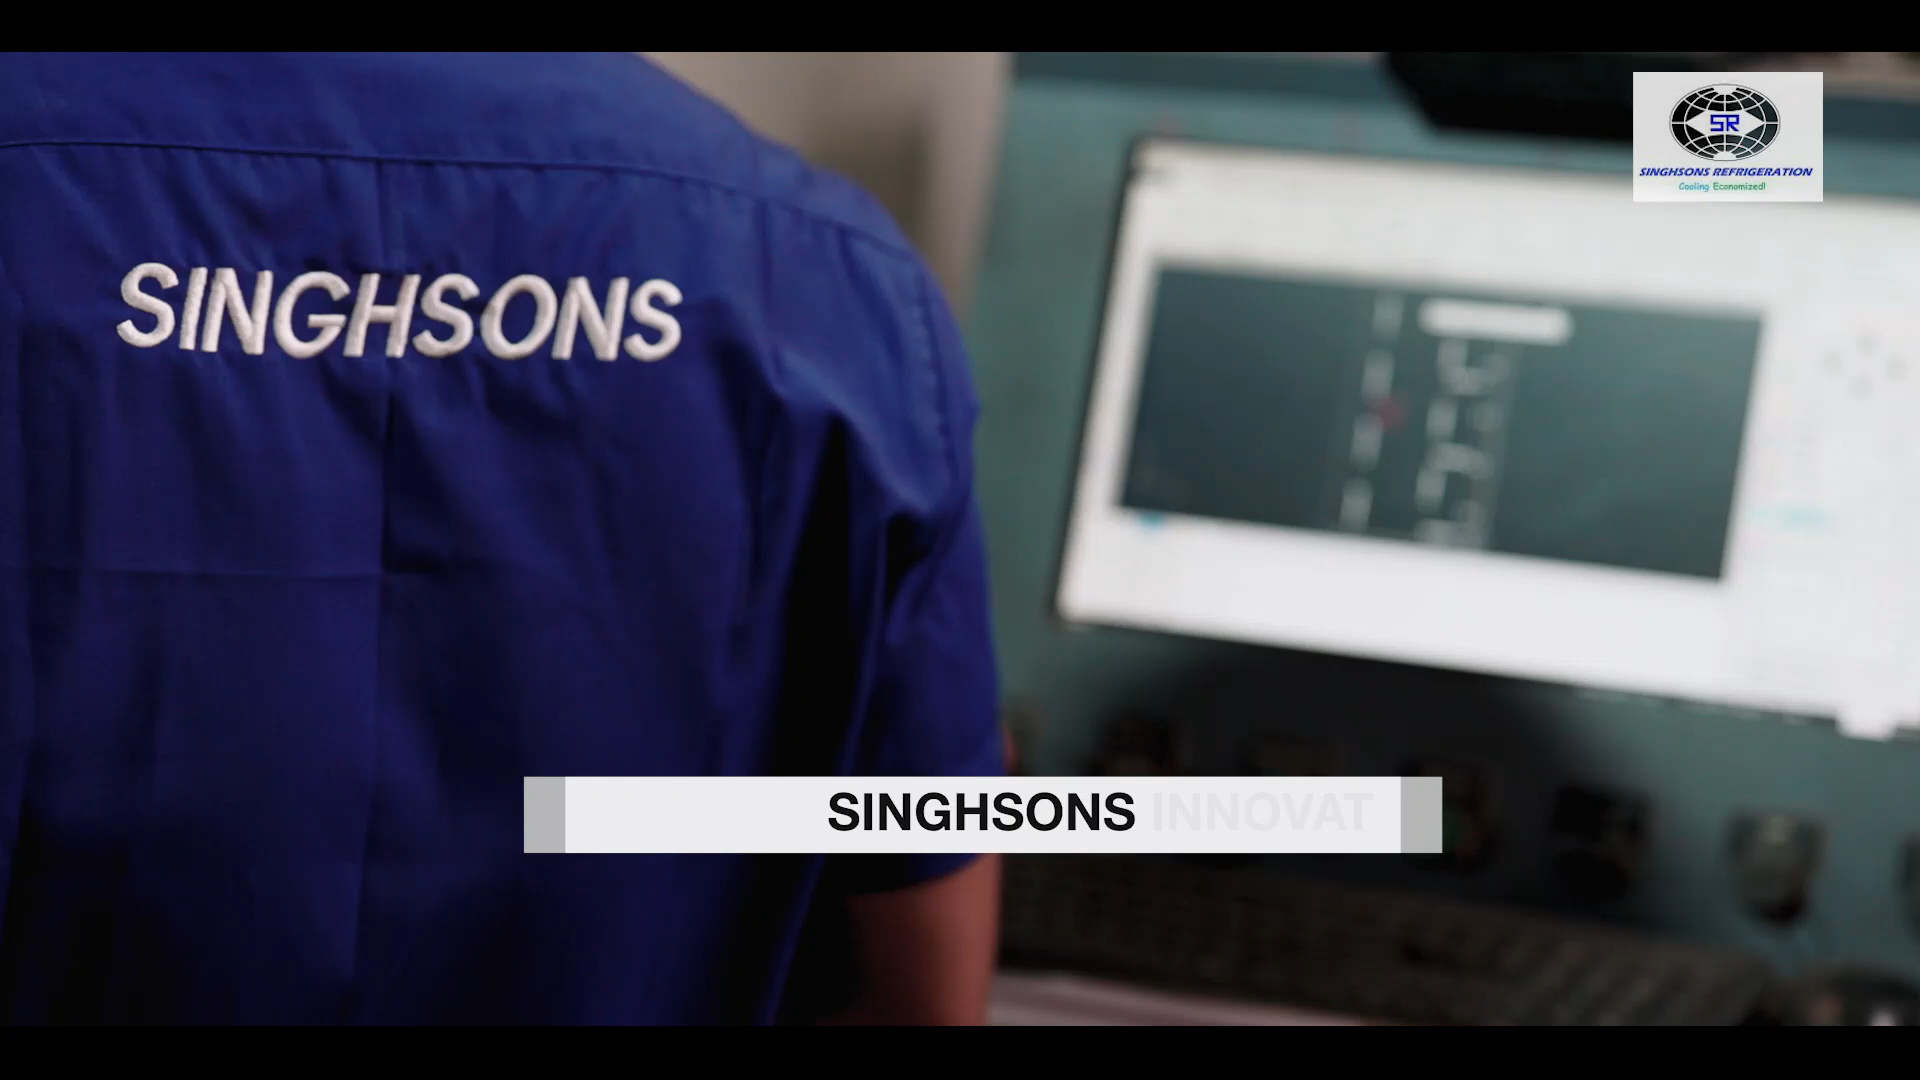 SR
SINGHSONS REFRIGERATION
Cooling Economized!
SINGHSONS
SINGHSONS INNOVAT